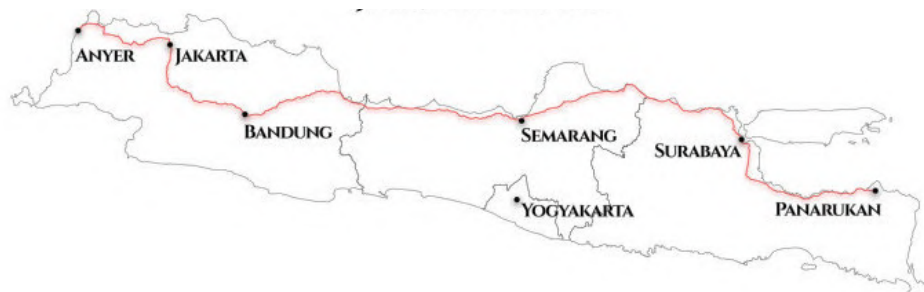 ANYER
JAKARTA
BANDUNG
SEMARANG
SURABAYA
YOGYAKARTA
PANARUKAN